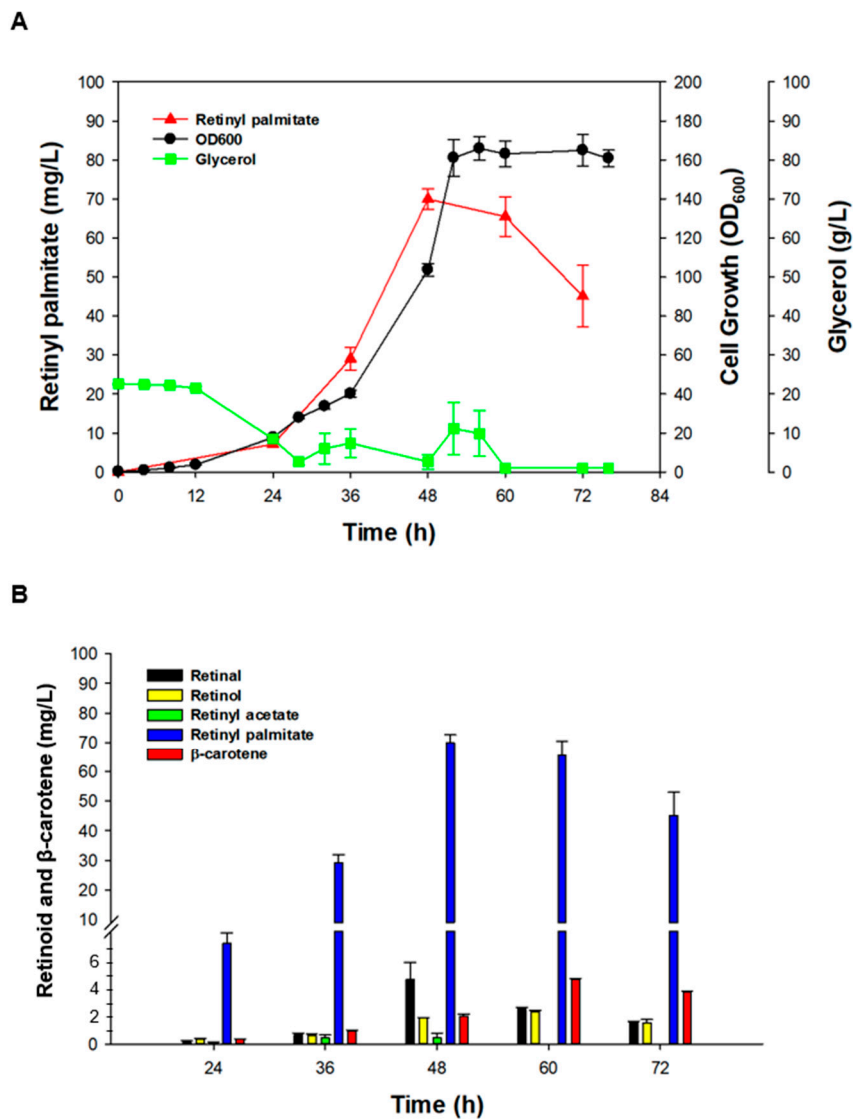 A
Retinyl palmitate (mg/L)
100
90
80
70
60
50
40
30
20
10
0
Retinyl palmitate
OD600
Glycerol
200
180
160
140
120
100
80
60
40
20
0
Cell Growth (OD₆₀₀)
100
90
80
70
60
50
40
30
20
10
0
Glycerol (g/L)
0 12 24 36 48 60 72 84
Time (h)
B
Retinoid and β-carotene (mg/L)
100
90
80
70
60
50
40
30
20
10
6
4
2
0
Retinal
Retinol
Retinyl acetate
Retinyl palmitate
β-carotene
24 36 48 60 72
Time (h)